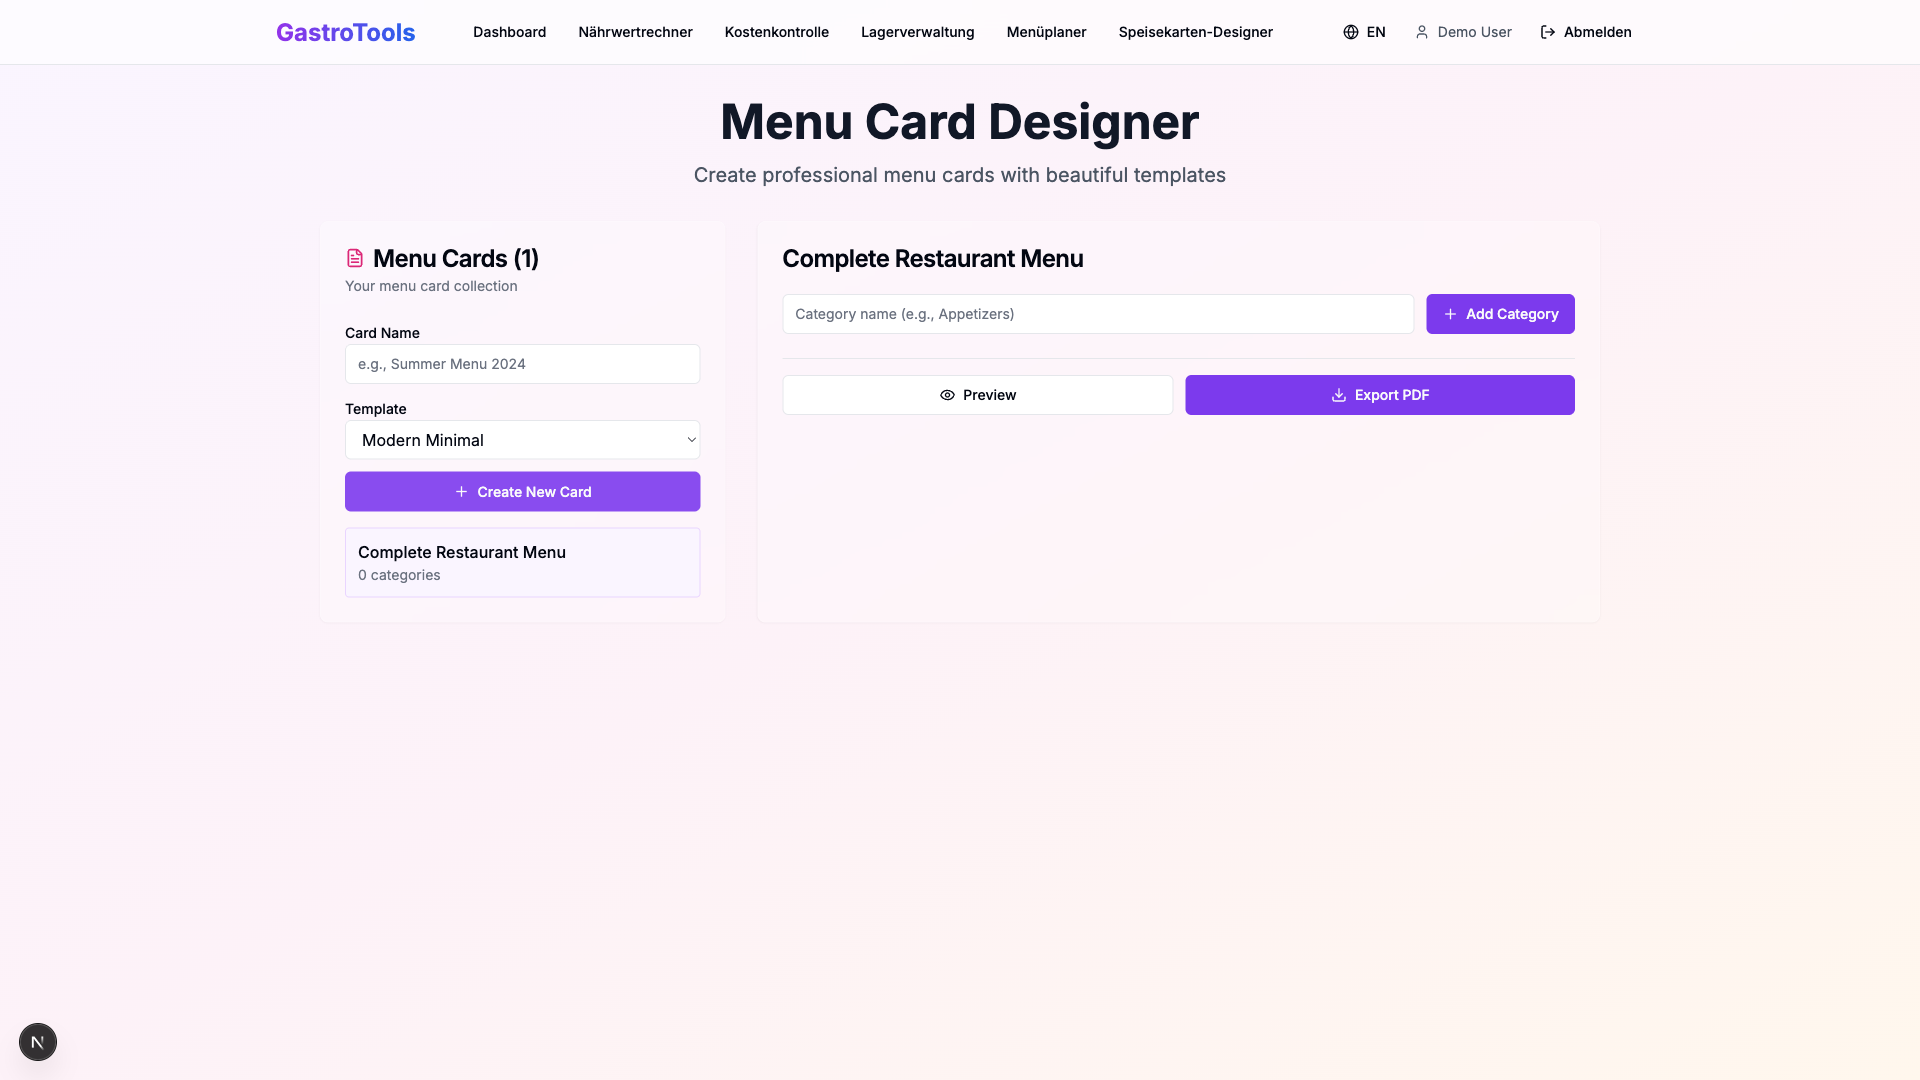 GastroTools
Dashboard
Nährwertrechner
Kostenkontrolle
Lagerverwaltung
Menüplaner
Speisekarten-Designer
EN
Demo User
Abmelden
Menu Card Designer
Create professional menu cards with beautiful templates
Menu Cards (1)
Your menu card collection
Card Name
e.g., Summer Menu 2024
Template
Modern Minimal
Create New Card
Complete Restaurant Menu
0 categories
Complete Restaurant Menu
Category name (e.g., Appetizers)
Add Category
Preview
Export PDF
N